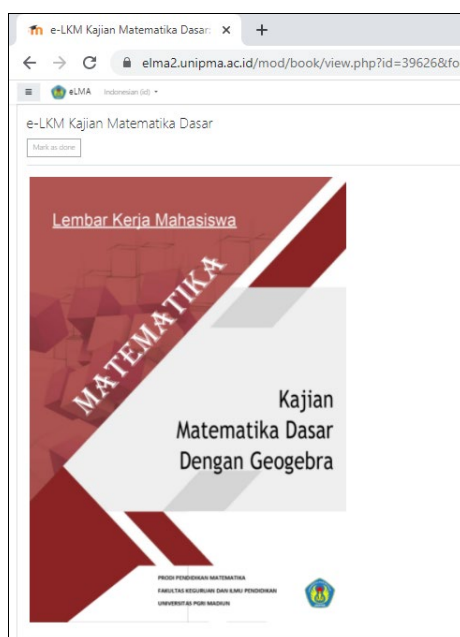 e-LKM Kajian Matematika Dasar:
elma2.unipma.ac.id/mod/book/view.php?id=39626&fo
eLMA Indonesian (id)
e-LKM Kajian Matematika Dasar
Mark as done
Lembar Kerja Mahasiswa
MATEMATIKA
Kajian
Matematika Dasar
Dengan Geogebra
PRODI PENDIDIKAN MATEMATIKA
FAKULTAS KEGURUAN DAN ILMU PENDIDIKAN
UNIVERSITAS PGRI MADIUN